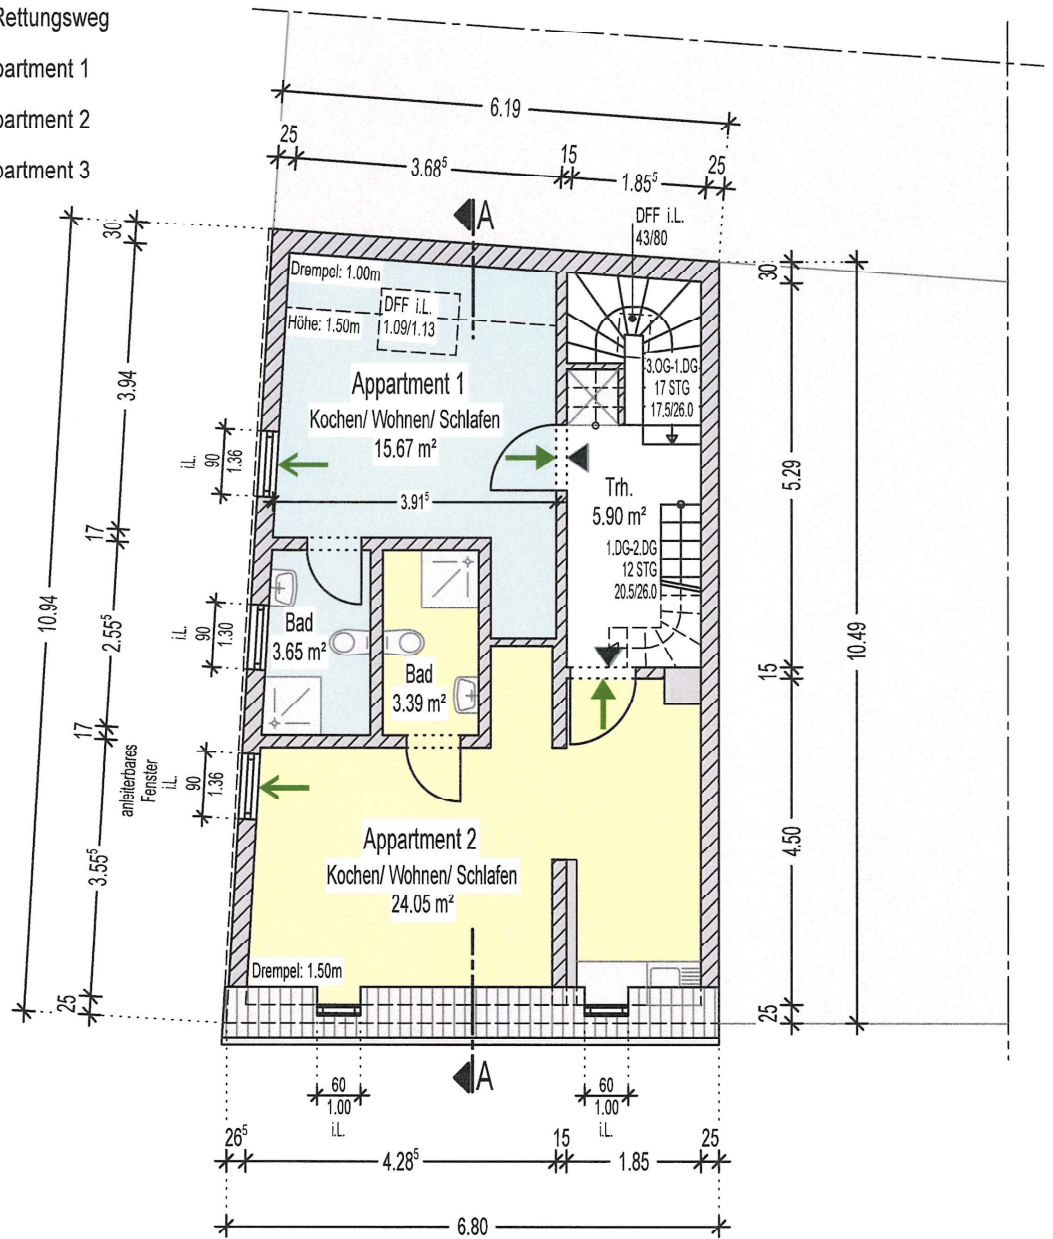 Rettungsweg
partment 1
partment 2
partment 3
6.19
25
3.68⁵
15
1.85⁵
25
A
DFF i.L.
43/80
30
Drempel: 1.00m
DFF i.L.
1.09/1.13
Höhe: 1.50m
30
3.OG-1.DG
17 STG
17.5/26.0
3.94
Appartment 1
Kochen/ Wohnen/ Schlafen
15.67 m²
i.L.
90
1.36
3.91⁵
Trh.
5.90 m²
5.29
17
1.DG-2.DG
12 STG
20.5/26.0
10.94
2.55⁵
i.L.
90
1.30
Bad
3.65 m²
Bad
3.39 m²
10.49
15
17
anleiterbares
Fenster
i.L.
90
1.36
Appartment 2
Kochen/ Wohnen/ Schlafen
24.05 m²
4.50
3.55⁵
Drempel: 1.50m
25
25
A
60
1.00
i.L.
60
1.00
i.L.
26⁵
4.28⁵
15
1.85
25
6.80